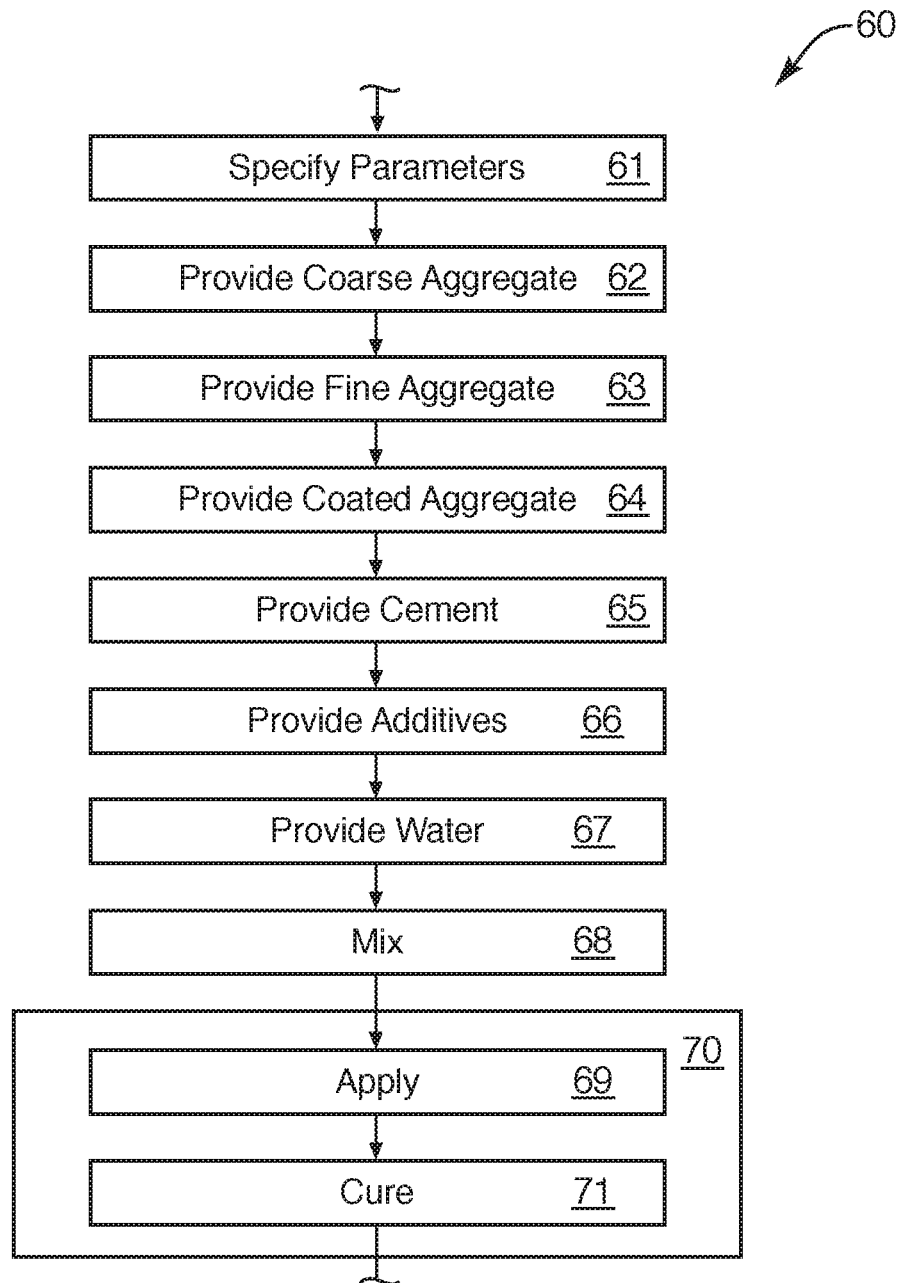 60
Specify Parameters 61
Provide Coarse Aggregate 62
Provide Fine Aggregate 63
Provide Coated Aggregate 64
Provide Cement 65
Provide Additives 66
Provide Water 67
Mix 68
70
Apply 69
Cure 71